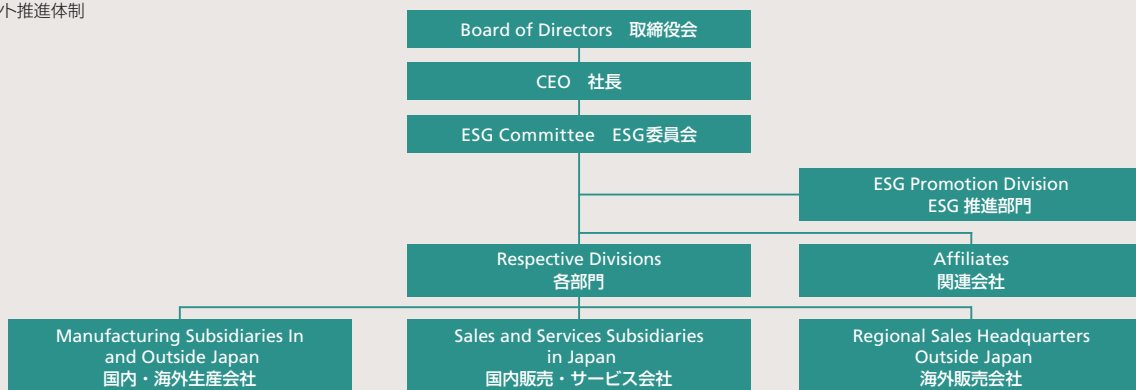 ト推進体制
Board of Directors 取締役会
CEO 社長
ESG Committee ESG委員会
ESG Promotion Division
ESG 推進部門
Respective Divisions
各部門
Affiliates
関連会社
Manufacturing Subsidiaries In
and Outside Japan
国内・海外生産会社
Sales and Services Subsidiaries
in Japan
国内販売・サービス会社
Regional Sales Headquarters
Outside Japan
海外販売会社